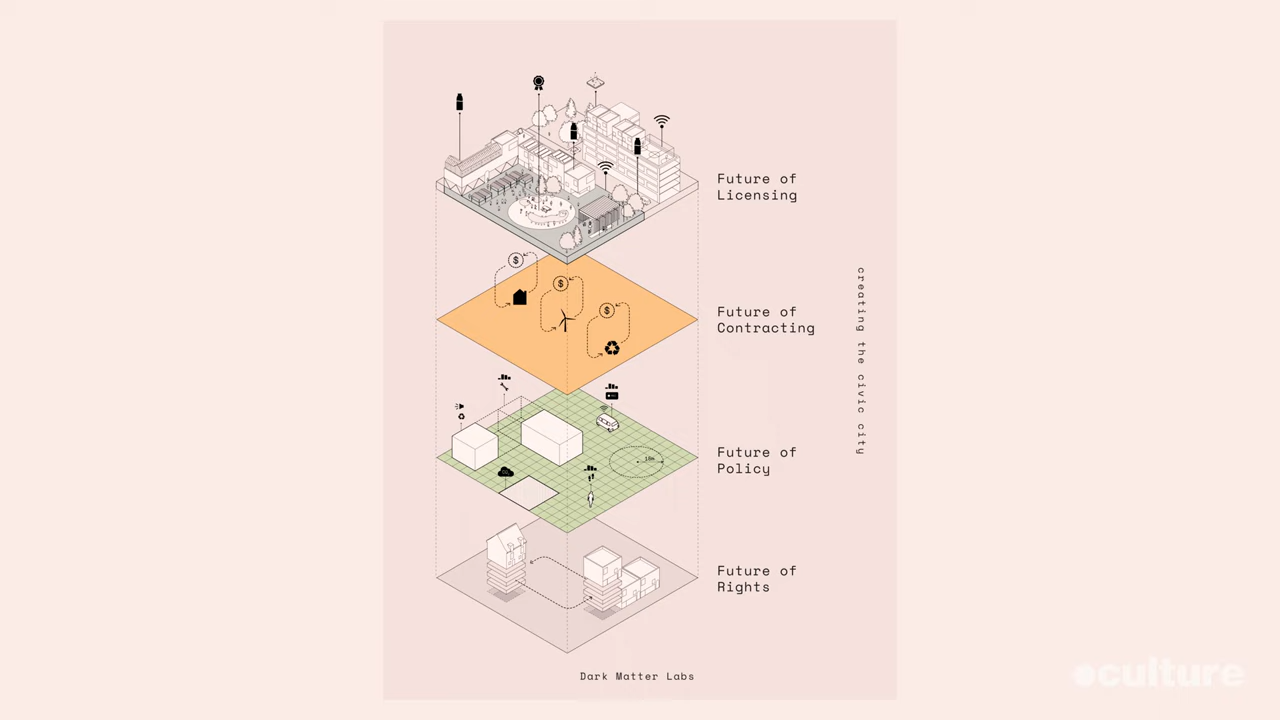 Future of
Licensing
Future of
Contracting
creating the civic city
Future of
Policy
10m
Future of
Rights
Dark Matter Labs
culture